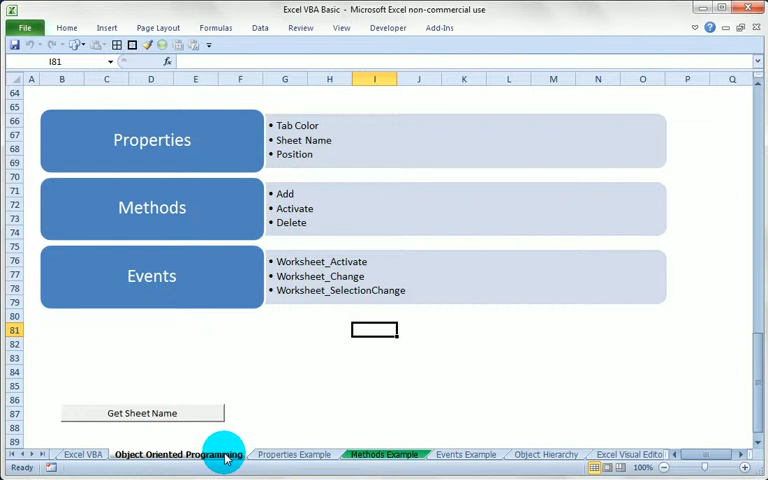 Excel VBA Basic - Microsoft Excel non-commercial use
File Home Insert Page Layout Formulas Data Review View Developer Add-Ins
I81 fx
A B C D E F G H I J K L M N O P Q
64
65
66
67
68
69
70
71
72
73
74
75
76
77
78
79
80
81
82
83
84
85
86
87
88
89
Properties
• Tab Color
• Sheet Name
• Position
Methods
• Add
• Activate
• Delete
Events
• Worksheet_Activate
• Worksheet_Change
• Worksheet_SelectionChange
Get Sheet Name
Excel VBA Object Oriented Programming Properties Example Methods Example Events Example Object Hierarchy Excel Visual Edito
Ready 100%